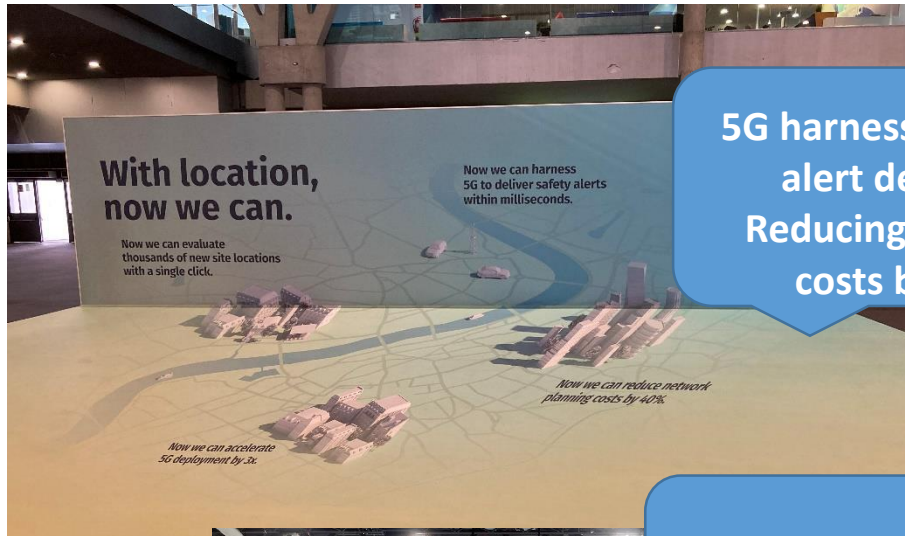 With location,
now we can.
Now we can evaluate
thousands of new site locations
with a single click.
Now we can harness
5G to deliver safety alerts
within milliseconds.
Now we can reduce network
planning costs by 40%.
Now we can accelerate
5G deployment by 3x.
5G harness
alert
Reducing
costs